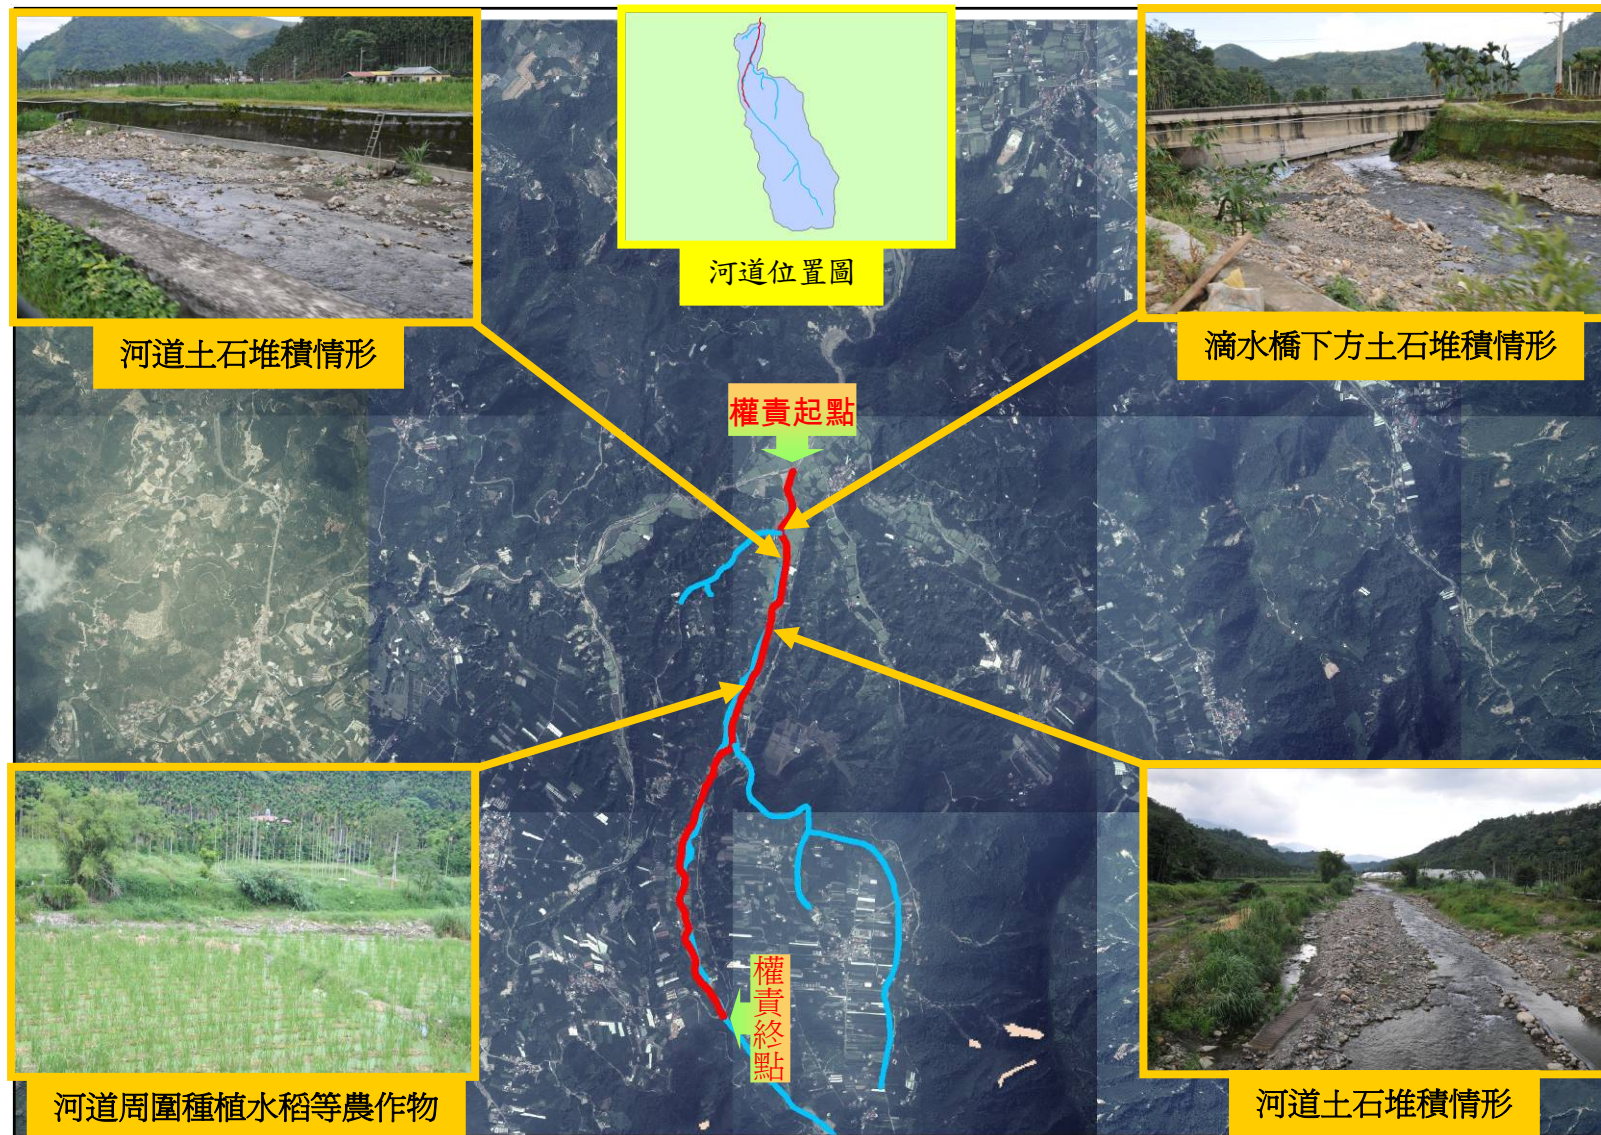 河道位置圖
河道土石堆積情形
滴水橋下方土石堆積情形
權責起點
權責終點
河道周圍種植水稻等農作物
河道土石堆積情形